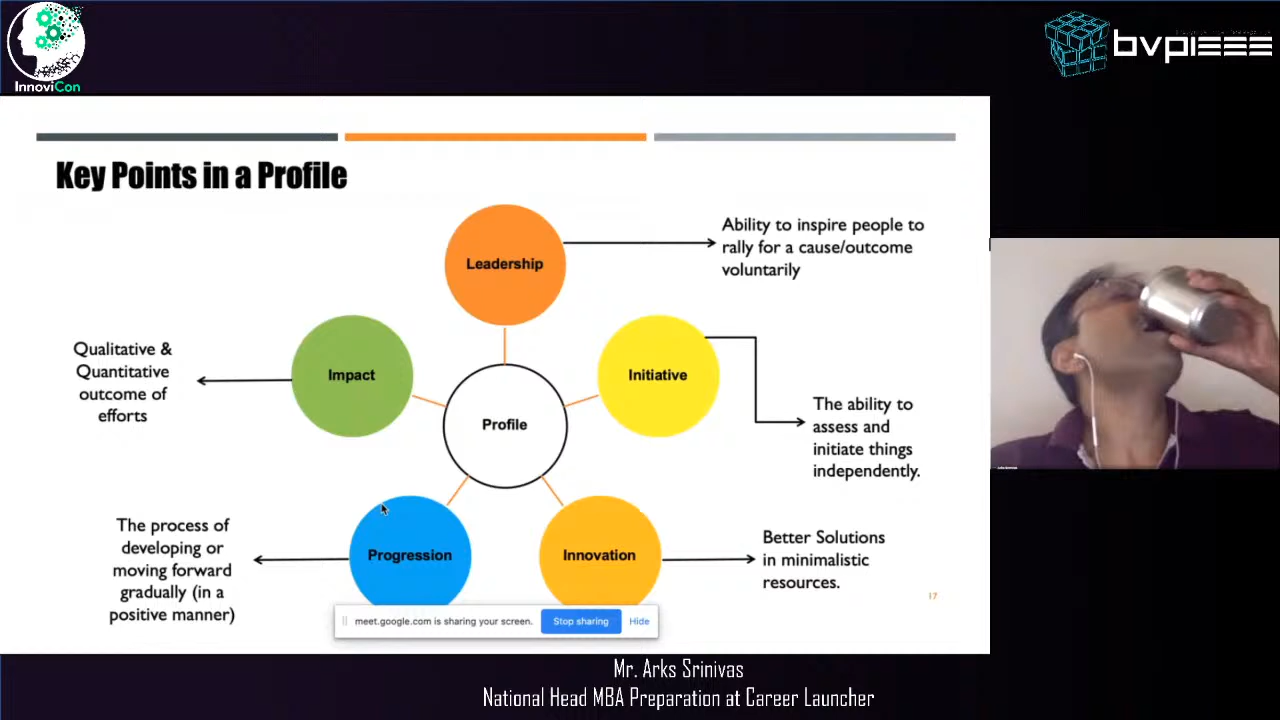 InnoviCon
bvpieee
Key Points in a Profile
Leadership
Ability to inspire people to
rally for a cause/outcome
voluntarily
Impact
Qualitative &
Quantitative
outcome of
efforts
Initiative
The ability to
assess and
initiate things
independently.
Profile
Progression
The process of
developing or
moving forward
gradually (in a
positive manner)
Innovation
Better Solutions
in minimalistic
resources.
17
meet.google.com is sharing your screen.
Stop sharing
Hide
Mr. Arks Srinivas
National Head MBA Preparation at Career Launcher